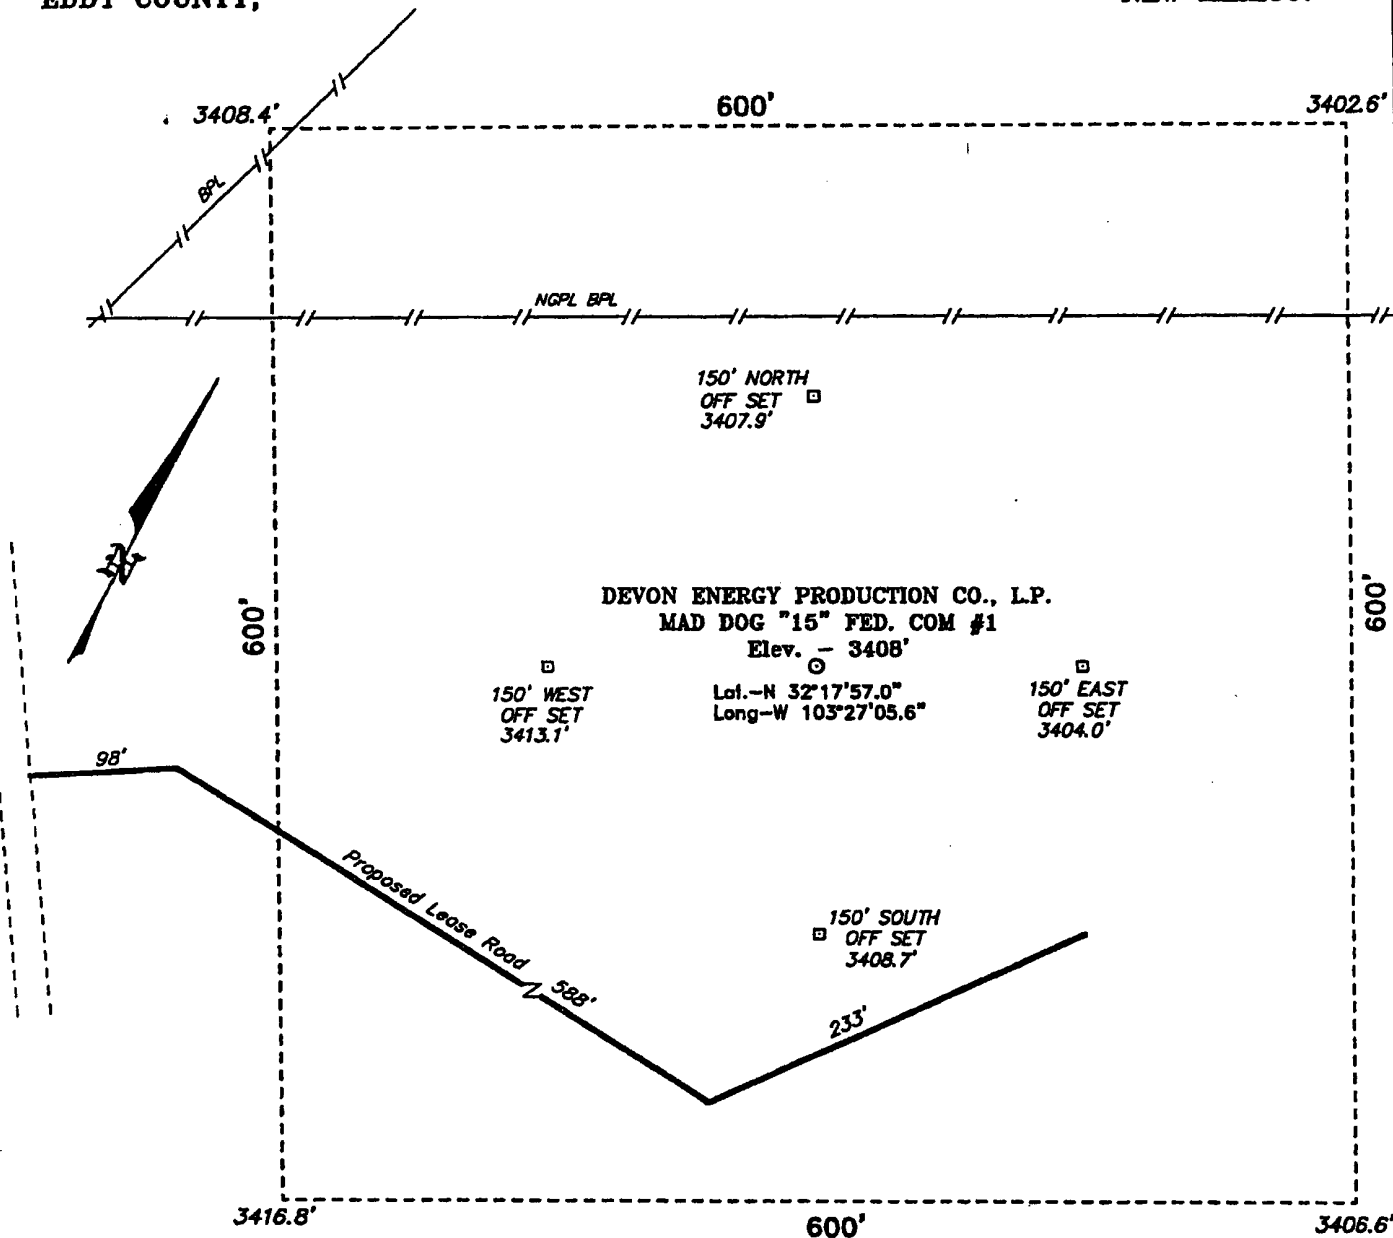 EDDY COUNTY,
3408.4'
600'
3402.6'
BPL
NGPL BPL
150' NORTH
OFF SET
3407.9'
N
600'
600'
DEVON ENERGY PRODUCTION CO., L.P.
MAD DOG "15" FED. COM #1
Elev. - 3408'
Lat.-N 32°17'57.0"
Long-W 103°27'05.6"
150' WEST
OFF SET
3413.1'
150' EAST
OFF SET
3404.0'
98'
Proposed Lease Road
588'
150' SOUTH
OFF SET
3408.7'
233'
3416.8'
600'
3406.6'